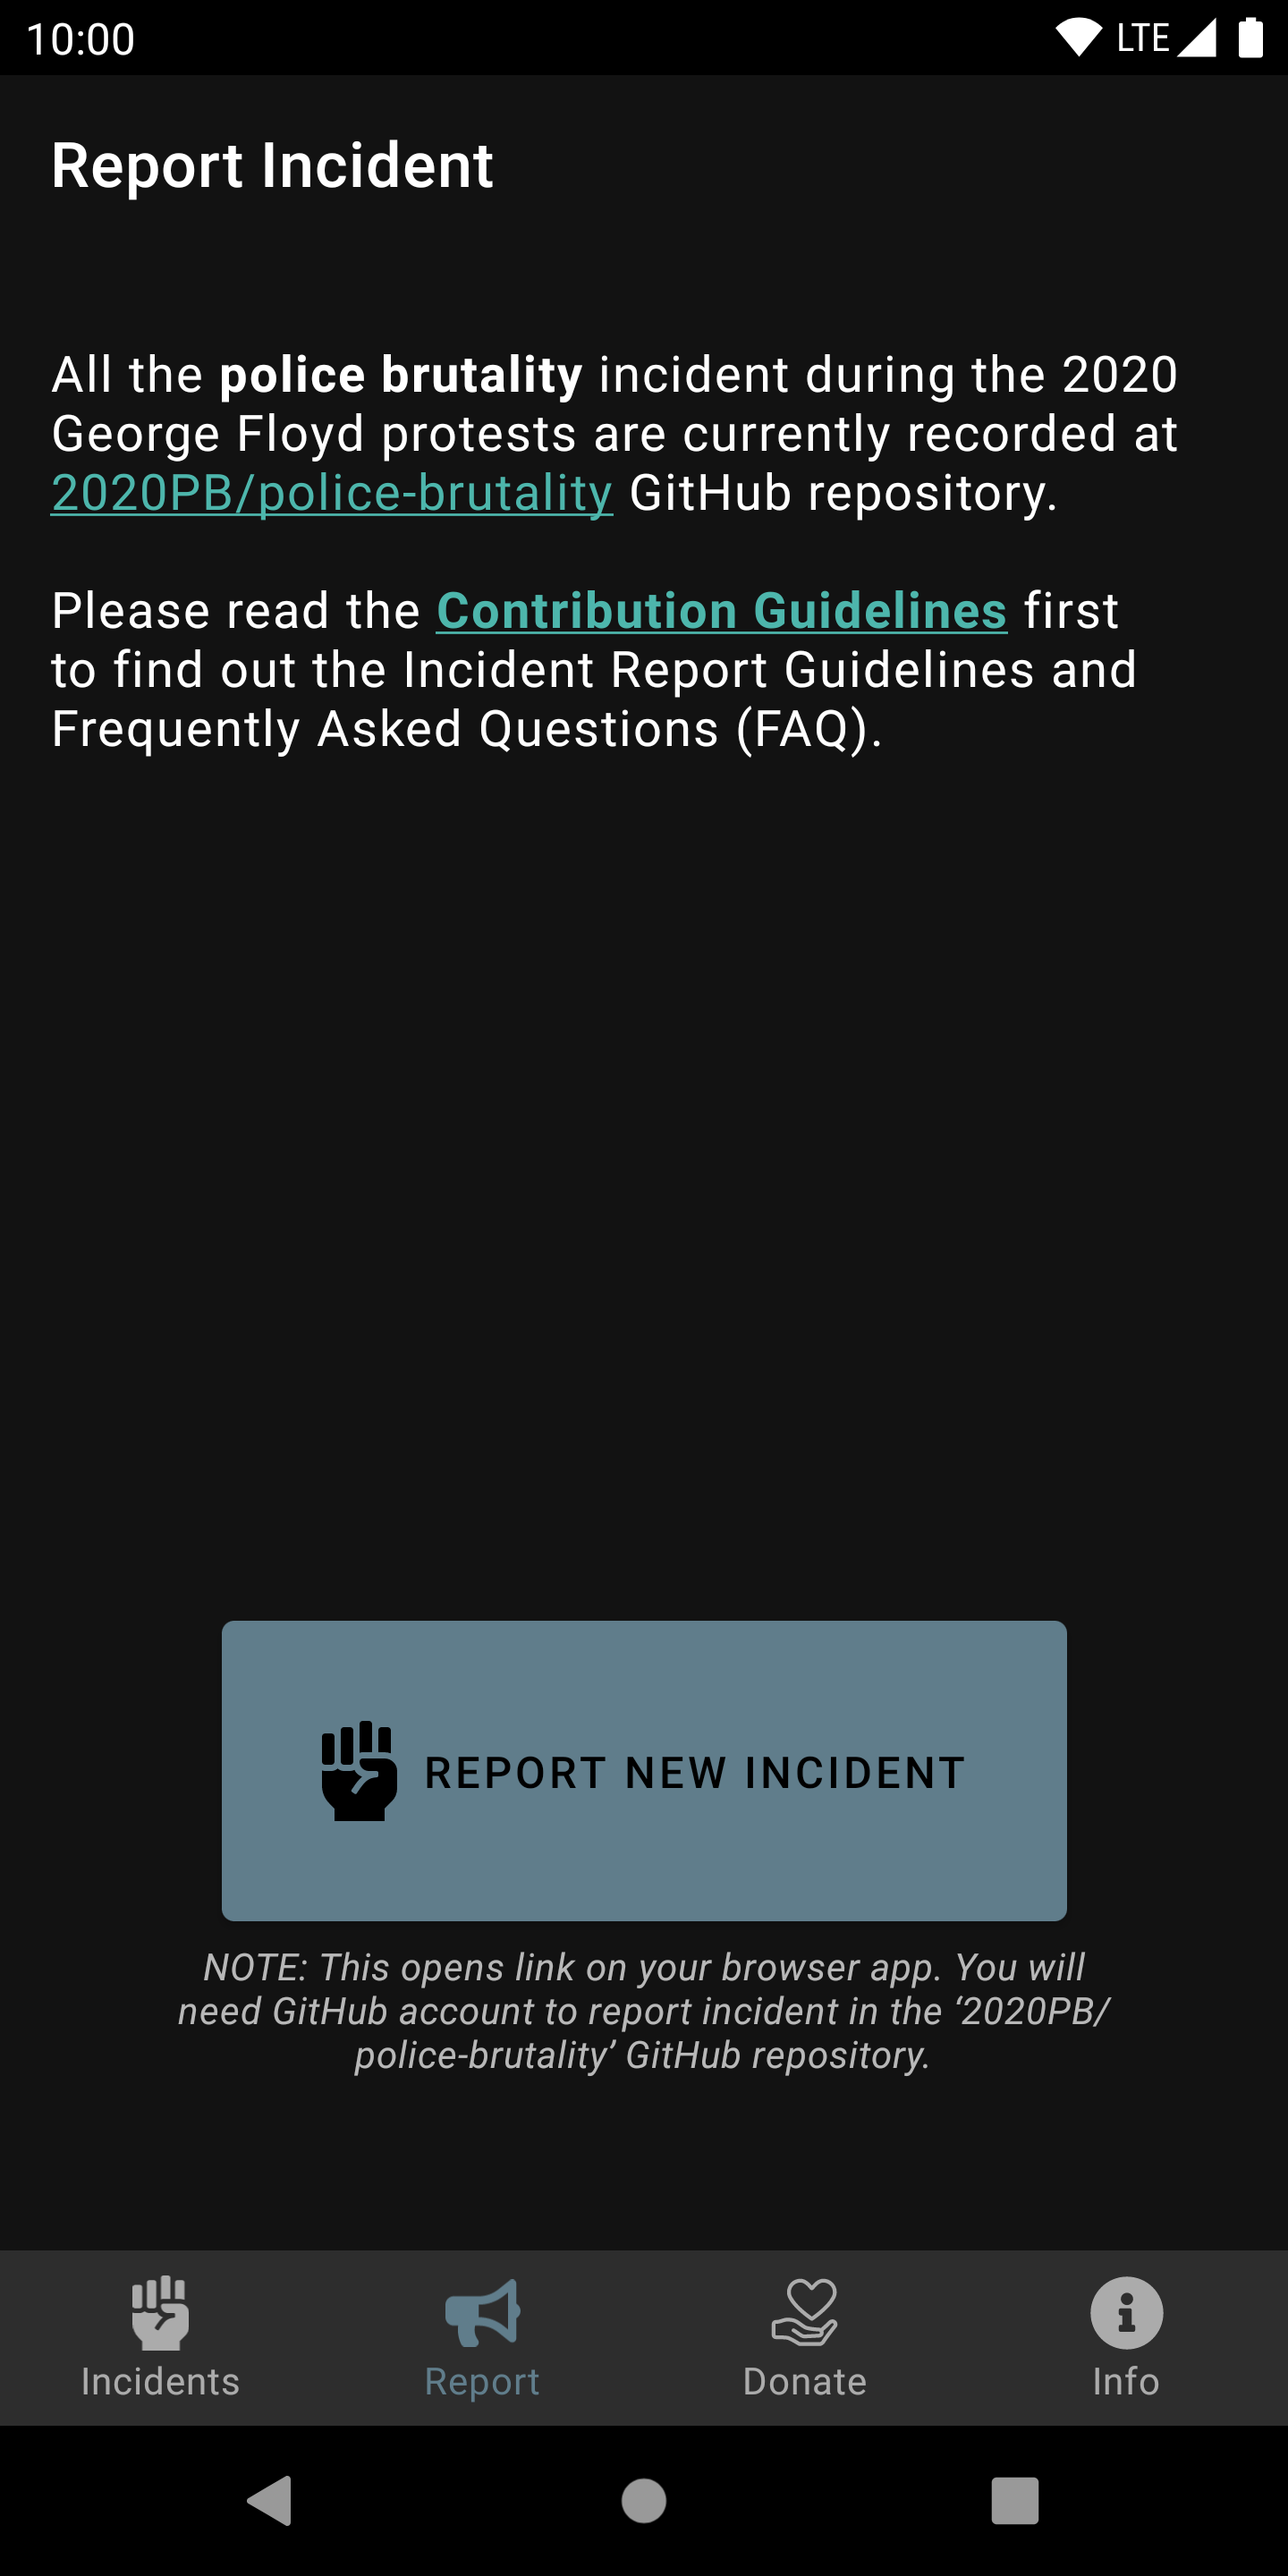 10:00
LTE
Report Incident
All the police brutality incident during the 2020
George Floyd protests are currently recorded at
2020PB/police-brutality GitHub repository.
Please read the Contribution Guidelines first
to find out the Incident Report Guidelines and
Frequently Asked Questions (FAQ).
REPORT NEW INCIDENT
NOTE: This opens link on your browser app. You will
need GitHub account to report incident in the ‘2020PB/
police-brutality’ GitHub repository.
Incidents
Report
Donate
Info